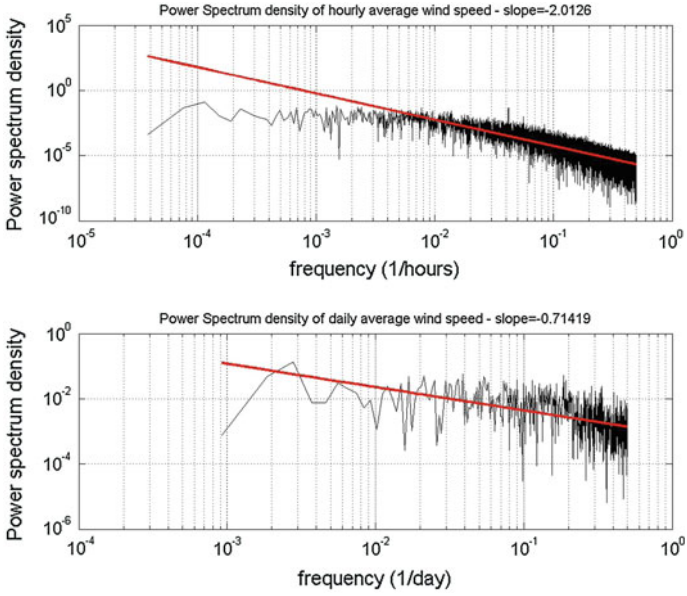 Power Spectrum density of hourly average wind speed - slope=-2.0126
Power spectrum density
10^5
10^0
10^-5
10^-10
10^-5 10^-4 10^-3 10^-2 10^-1 10^0
frequency (1/hours)
Power Spectrum density of daily average wind speed - slope=-0.71419
Power spectrum density
10^0
10^-2
10^-4
10^-6
10^-4 10^-3 10^-2 10^-1 10^0
frequency (1/day)